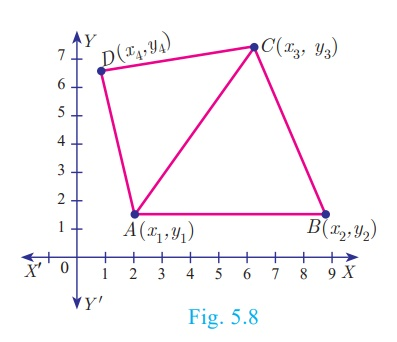 Y
D(x₄,y₄)
C(x₃, y₃)
7
6
5
4
3
2
1
A(x₁,y₁)
B(x₂,y₂)
X' 0 1 2 3 4 5 6 7 8 9 X
Y'
Fig. 5.8